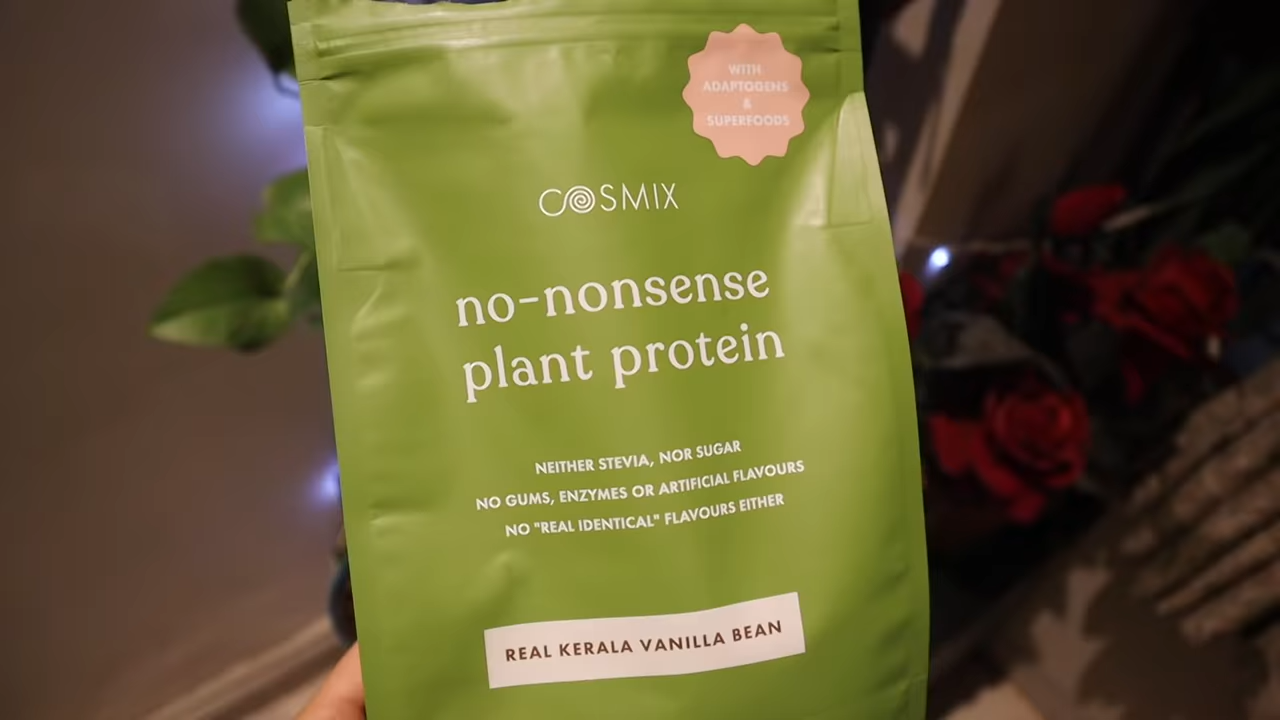 WITH
ADAPTOGENS
&
SUPERFOODS
COSMIX
no-nonsense
plant protein
NEITHER STEVIA, NOR SUGAR
NO GUMS, ENZYMES OR ARTIFICIAL FLAVOURS
NO "REAL IDENTICAL" FLAVOURS EITHER
REAL KERALA VANILLA BEAN